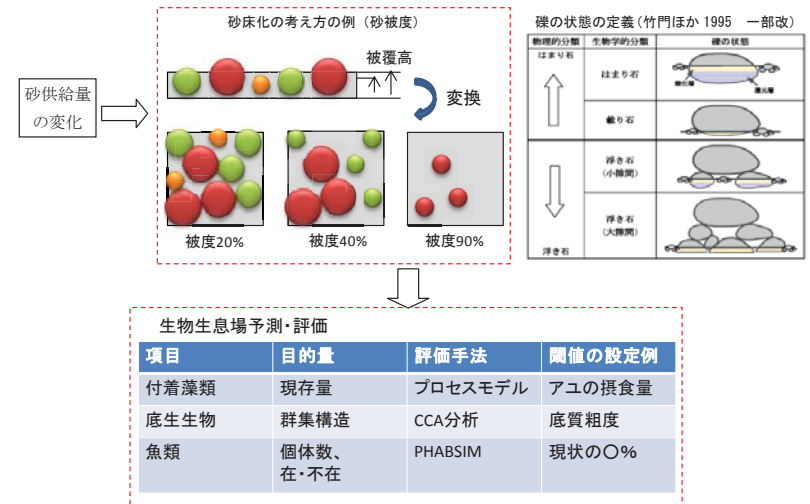 砂床化の考え方の例（砂被度）
礫の状態の定義（竹門ほか 1995　一部改）
砂供給量
の変化
被覆高
変換
被度20%
被度40%
被度90%
物理的分類
生物学的分類
礫の状態
はまり石
はまり石
酸化層
還元層
載り石
浮き石
(小隙間)
浮き石
(大隙間)
浮き石
生物生息場予測・評価
項目
目的量
評価手法
閾値の設定例
付着藻類
現存量
プロセスモデル
アユの摂食量
底生生物
群集構造
CCA分析
底質粗度
魚類
個体数、
在・不在
PHABSIM
現状の〇%